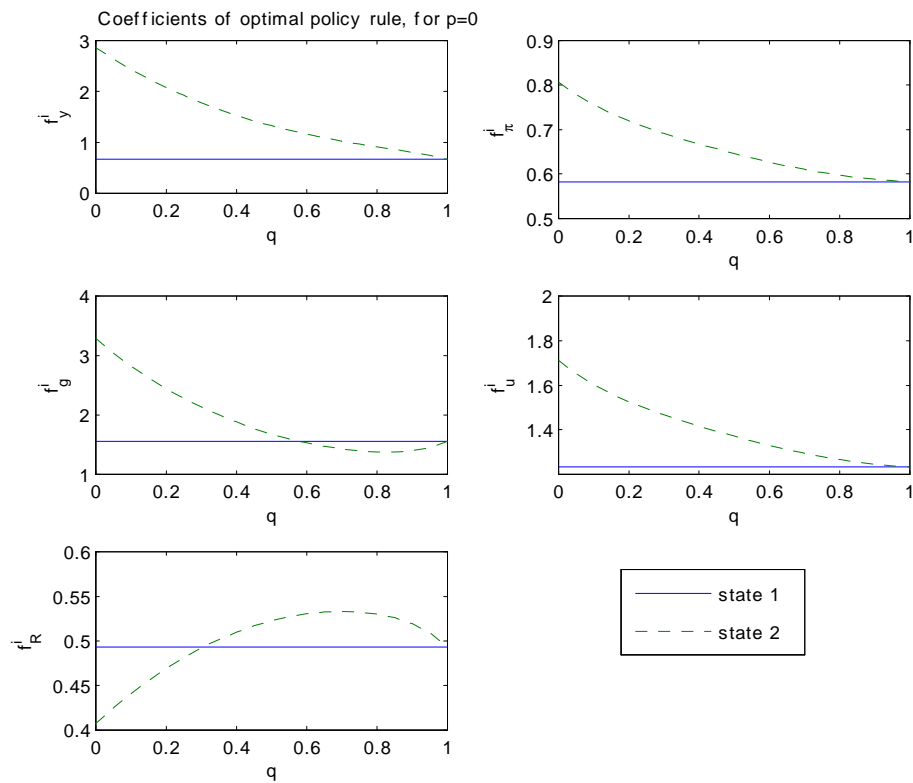 Coefficients of optimal policy rule, for p=0
3
2
1
0
f^i_y
0 0.2 0.4 0.6 0.8 1
q
0.9
0.8
0.7
0.6
0.5
f^i_π
0 0.2 0.4 0.6 0.8 1
q
4
3
2
1
f^i_g
0 0.2 0.4 0.6 0.8 1
q
2
1.8
1.6
1.4
f^i_u
0 0.2 0.4 0.6 0.8 1
q
0.6
0.55
0.5
0.45
0.4
f^i_R
0 0.2 0.4 0.6 0.8 1
q
state 1
state 2